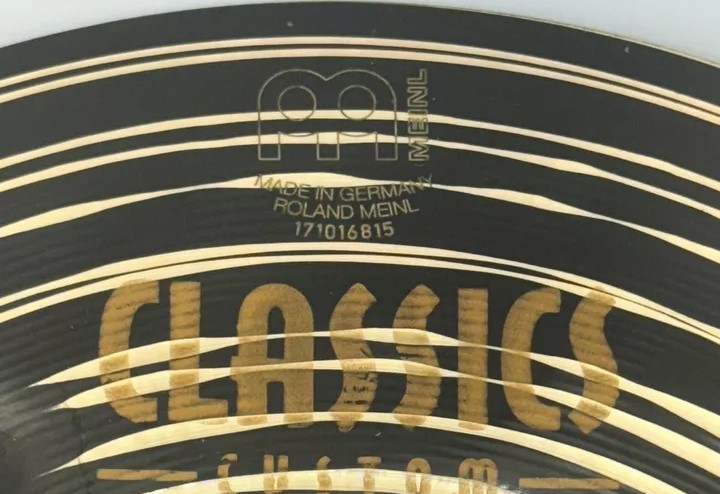 MEINL
MADE IN GERMANY
ROLAND MEINL
171016815
CLASSICS
CUSTOM